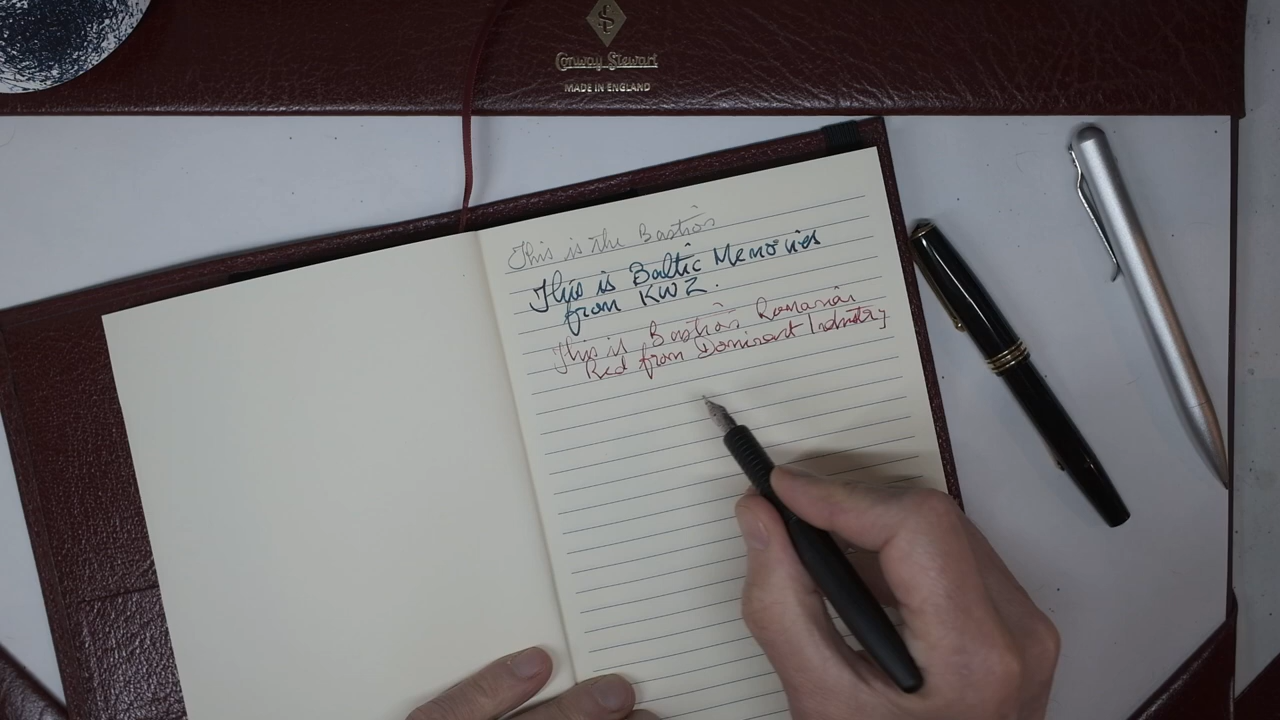 Conway Stewart
MADE IN ENGLAND
This is the Bastion
This is Baltic Memories
from KWZ.
This is Bastion Romanian
Red from Dominant Industry